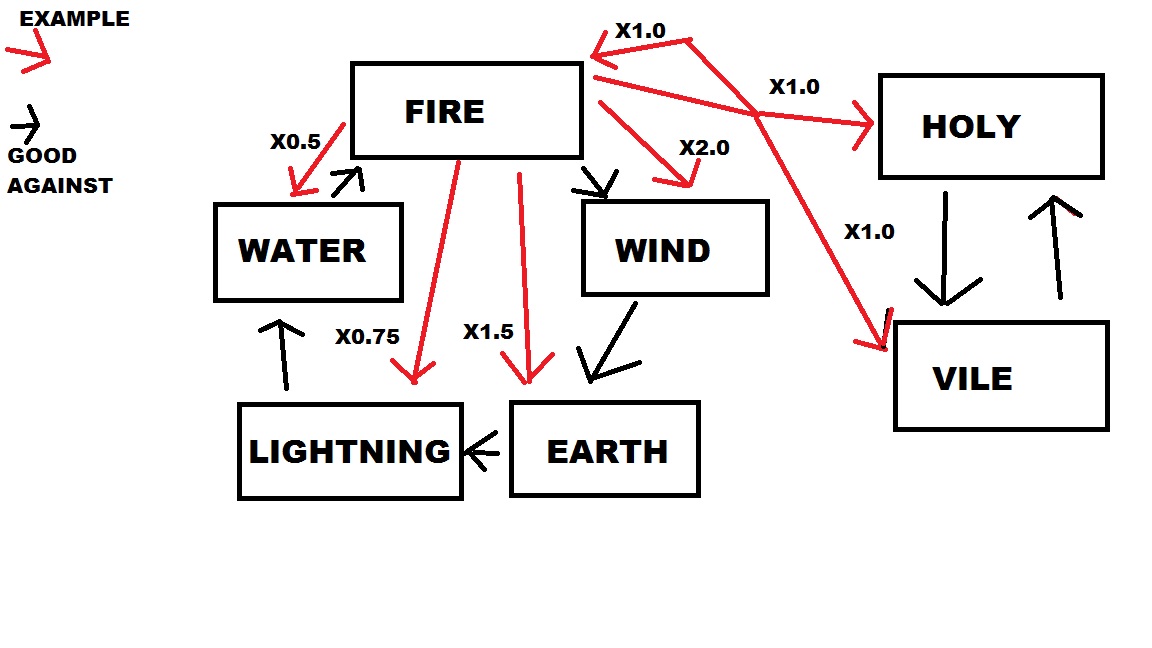 EXAMPLE
GOOD
AGAINST
X1.0
FIRE
X1.0
HOLY
X0.5
X2.0
WATER
WIND
X1.0
X0.75
X1.5
VILE
LIGHTNING
EARTH